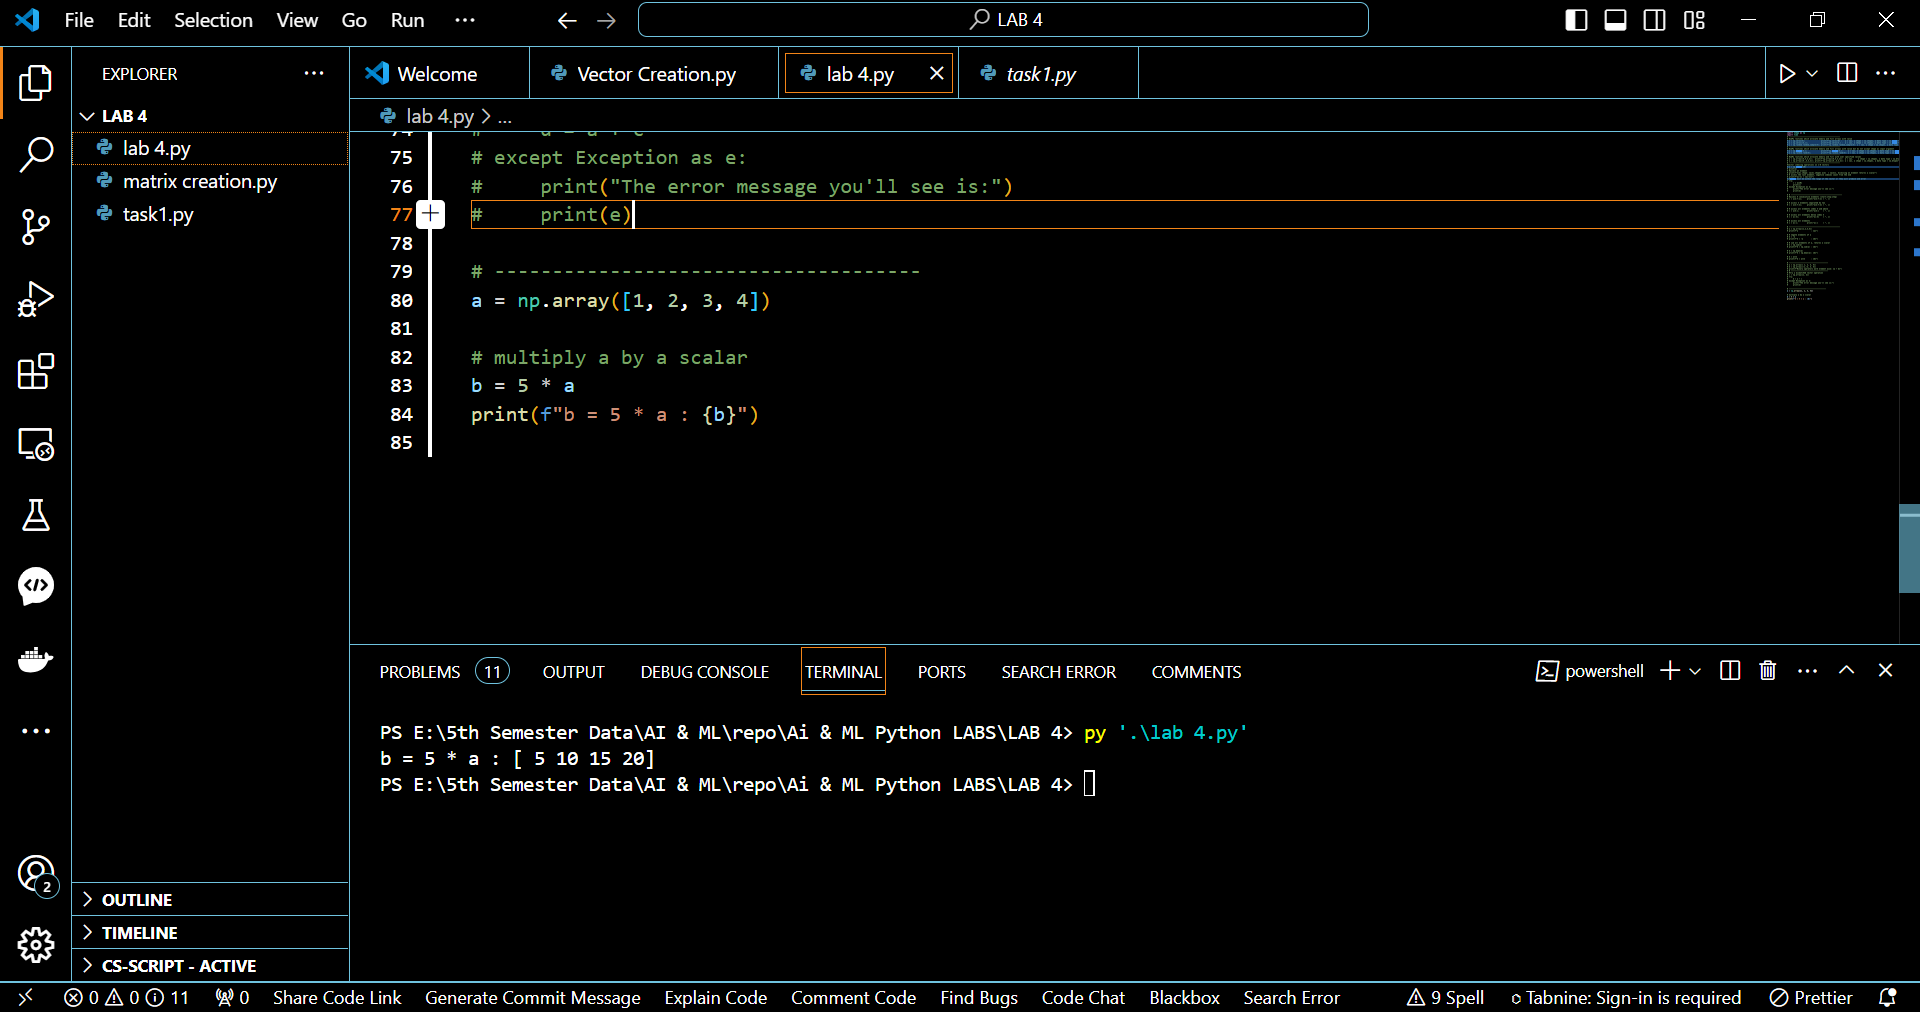 File Edit Selection View Go Run ···
LAB 4
EXPLORER ···
LAB 4
lab 4.py
matrix creation.py
task1.py
OUTLINE
TIMELINE
CS-SCRIPT - ACTIVE
2
Welcome
Vector Creation.py
lab 4.py
task1.py
lab 4.py > ...
75 # except Exception as e:
76 #     print("The error message you'll see is:")
77 #     print(e)
78
79 # -------------------------------------
80 a = np.array([1, 2, 3, 4])
81
82 # multiply a by a scalar
83 b = 5 * a
84 print(f"b = 5 * a : {b}")
85
PROBLEMS 11 OUTPUT DEBUG CONSOLE TERMINAL PORTS SEARCH ERROR COMMENTS powershell
PS E:\5th Semester Data\AI & ML\repo\Ai & ML Python LABS\LAB 4> py '.\lab 4.py'
b = 5 * a : [ 5 10 15 20]
PS E:\5th Semester Data\AI & ML\repo\Ai & ML Python LABS\LAB 4>
0 0 11 0 Share Code Link Generate Commit Message Explain Code Comment Code Find Bugs Code Chat Blackbox Search Error 9 Spell Tabnine: Sign-in is required Prettier